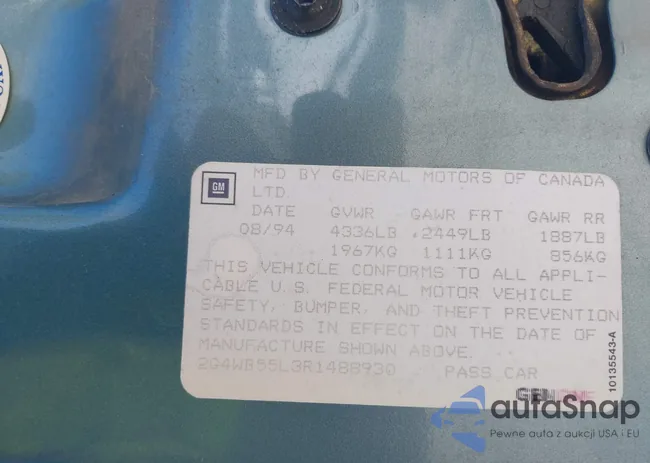 GM
MFD BY GENERAL MOTORS OF CANADA
LTD.
DATE GVWR GAWR FRT GAWR RR
08/94 4336LB 2449LB 1887LB
1967KG 1111KG 856KG
THIS VEHICLE CONFORMS TO ALL APPLI-
CABLE U.S. FEDERAL MOTOR VEHICLE
SAFETY, BUMPER, AND THEFT PREVENTION
STANDARDS IN EFFECT ON THE DATE OF
MANUFACTURE SHOWN ABOVE.
2G4WB55L3R1488930 PASS CAR
10135543-A
autaSnap
Pewne auta z aukcji USA i EU